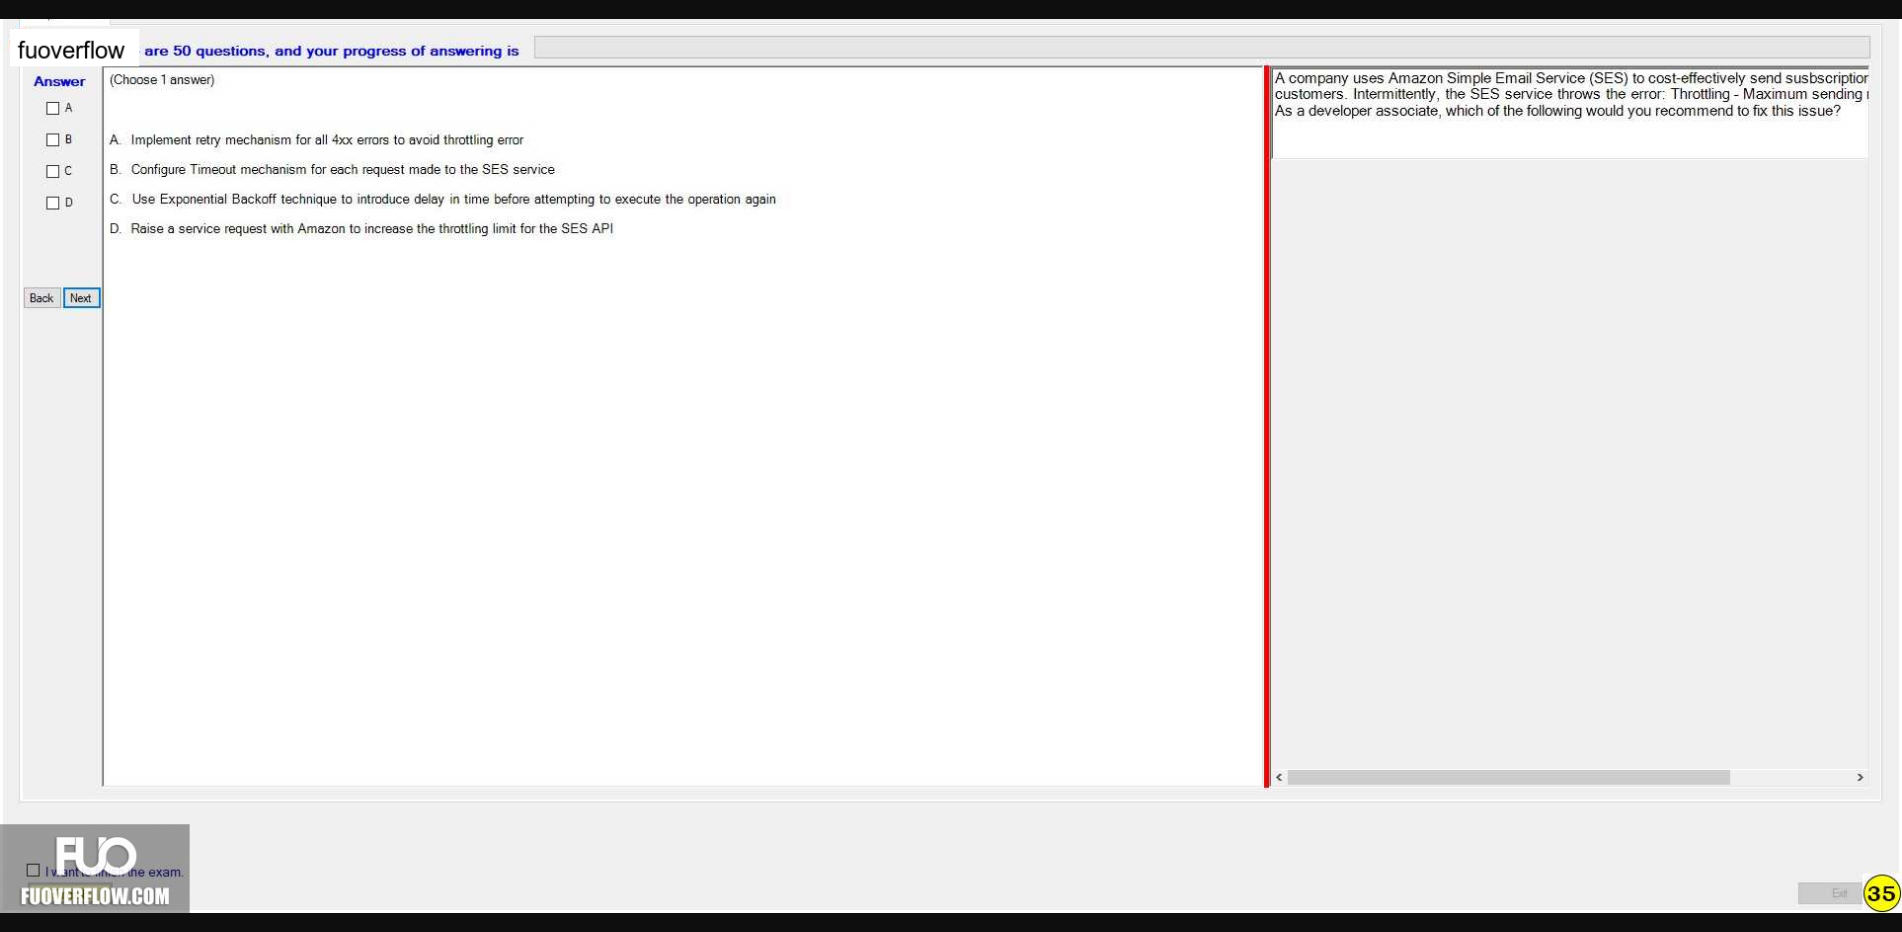 fuoverflow are 50 questions, and your progress of answering is
Answer
A
B
C
D
Back Next
(Choose 1 answer)
A. Implement retry mechanism for all 4xx errors to avoid throttling error
B. Configure Timeout mechanism for each request made to the SES service
C. Use Exponential Backoff technique to introduce delay in time before attempting to execute the operation again
D. Raise a service request with Amazon to increase the throttling limit for the SES API
A company uses Amazon Simple Email Service (SES) to cost-effectively send susbscription
customers. Intermittently, the SES service throws the error: Throttling - Maximum sending
As a developer associate, which of the following would you recommend to fix this issue?
FUO
I want the exam.
FUOVERFLOW.COM
Exit
35